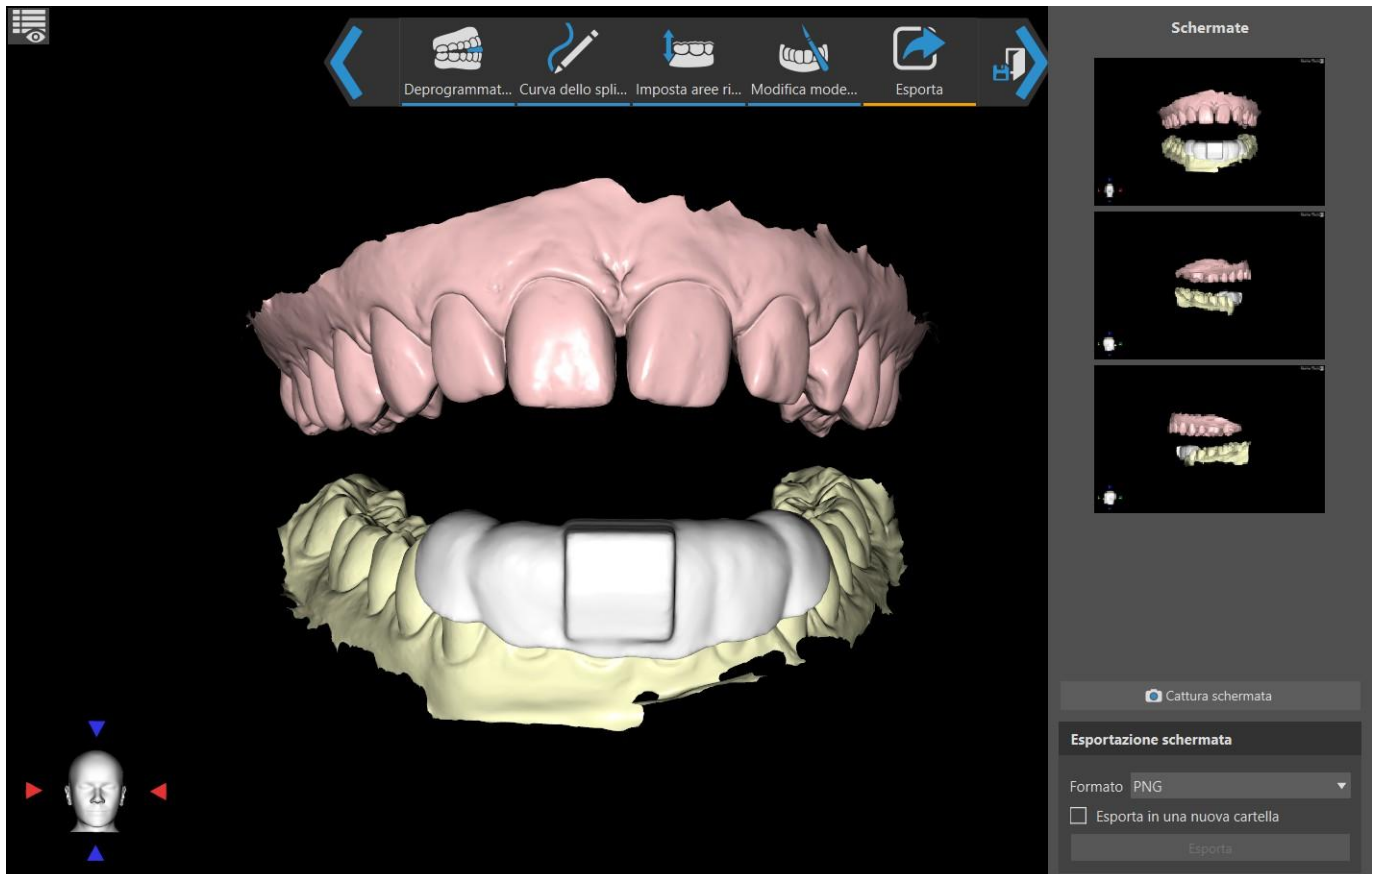 Schermate
Deprogrammat... Curva dello spli... Imposta aree ri... Modifica mode... Esporta
Cattura schermata
Esportazione schermata
Formato PNG
Esporta in una nuova cartella
Esporta